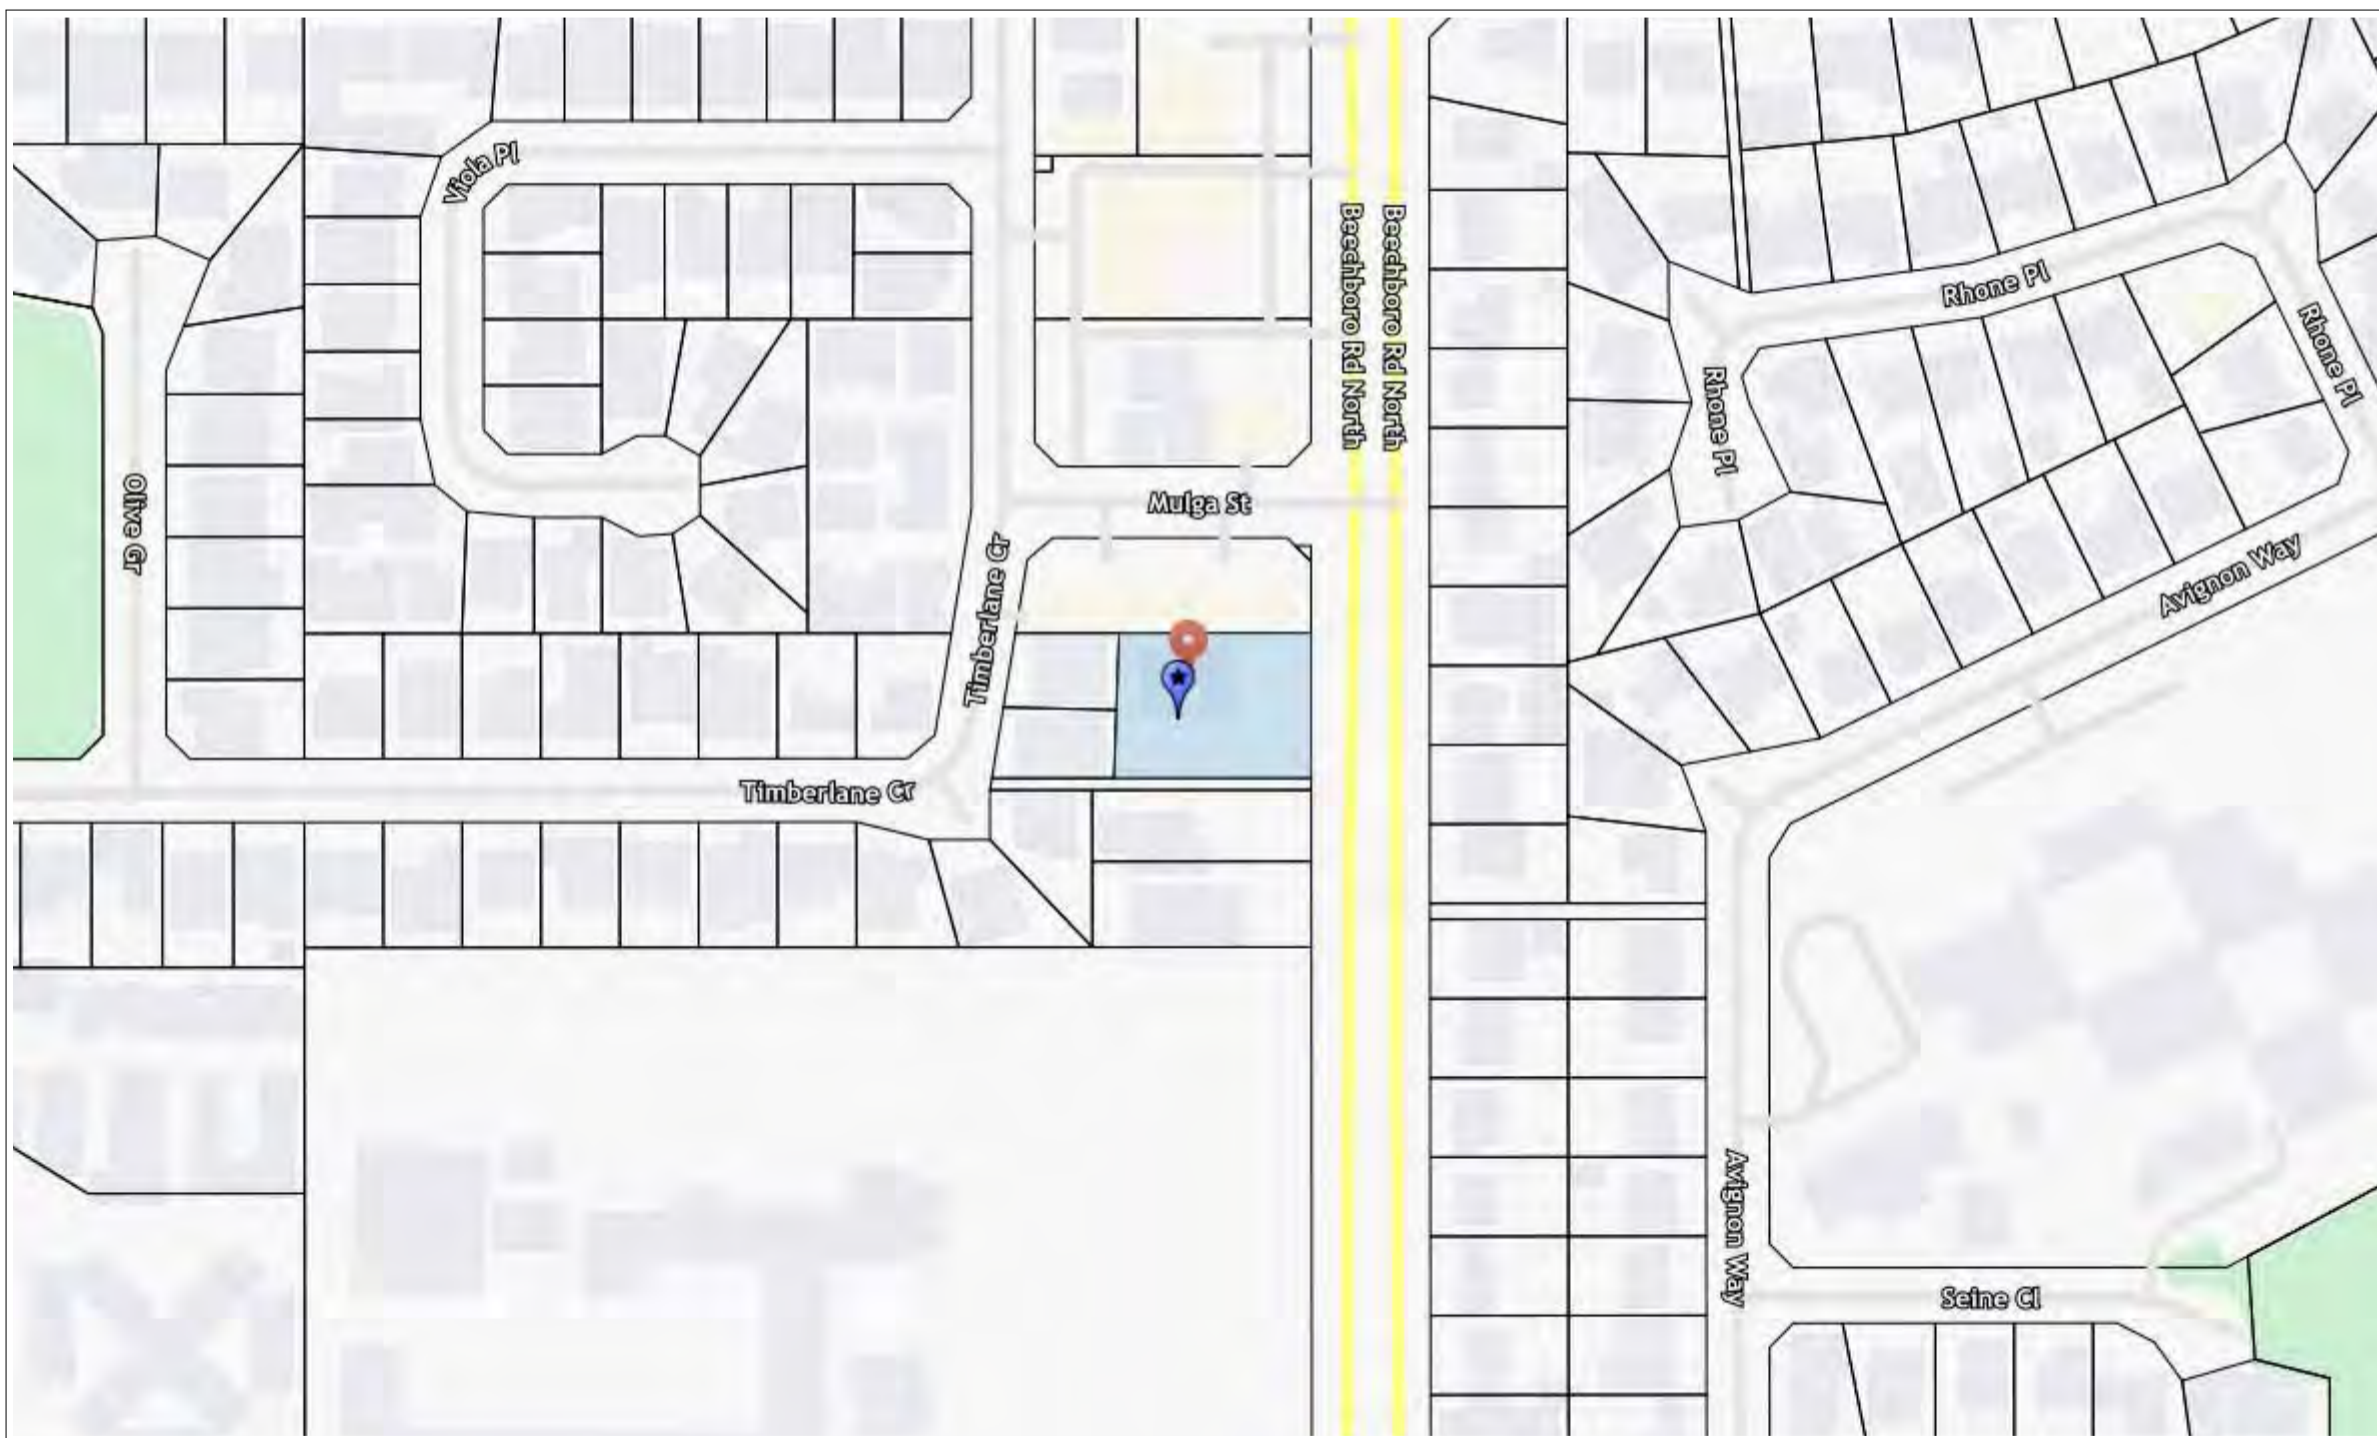 Viola Pl
Beechboro Rd North
Beechboro Rd North
Rhone Pl
Rhone Pl
Rhone Pl
Olive Gr
Mulga St
Timberlane Cr
Avignon Way
Timberlane Cr
Avignon Way
Seine Cl